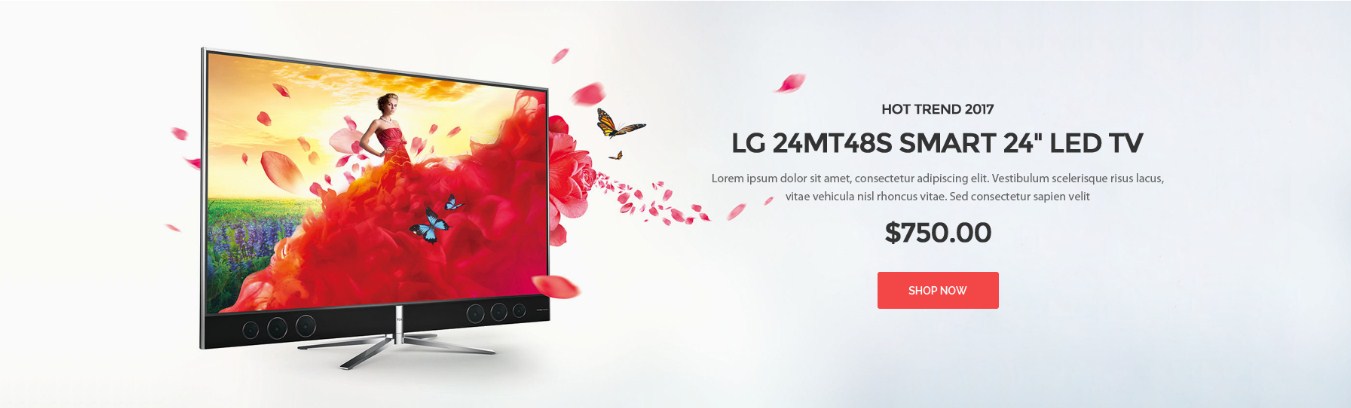 HOT TREND 2017
LG 24MT48S SMART 24" LED TV
Lorem ipsum dolor sit amet, consectetur adipiscing elit. Vestibulum scelerisque risus lacus,
vitae vehicula nisl rhoncus vitae. Sed consectetur sapien velit
$750.00
SHOP NOW